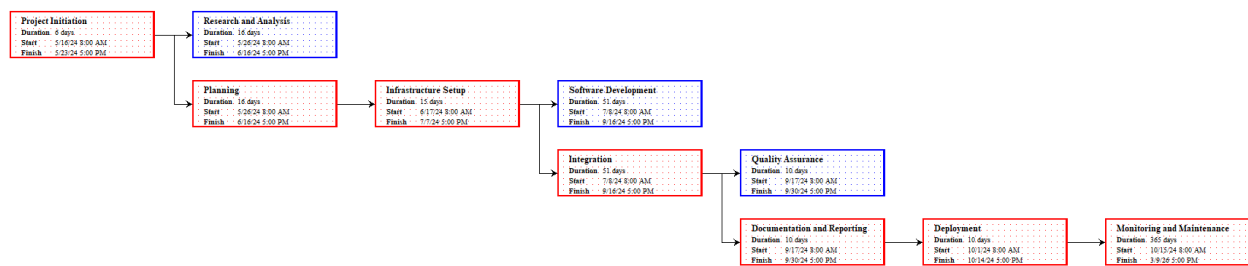 Project Initiation
Duration 6 days
Start 5/16/24 8:00 AM
Finish 5/23/24 5:00 PM
Research and Analysis
Duration 16 days
Start 5/26/24 8:00 AM
Finish 6/16/24 5:00 PM
Planning
Duration 16 days
Start 5/26/24 8:00 AM
Finish 6/16/24 5:00 PM
Infrastructure Setup
Duration 15 days
Start 6/17/24 8:00 AM
Finish 7/7/24 5:00 PM
Software Development
Duration 51 days
Start 7/8/24 8:00 AM
Finish 9/16/24 5:00 PM
Integration
Duration 51 days
Start 7/8/24 8:00 AM
Finish 9/16/24 5:00 PM
Quality Assurance
Duration 10 days
Start 9/17/24 8:00 AM
Finish 9/30/24 5:00 PM
Documentation and Reporting
Duration 10 days
Start 9/17/24 8:00 AM
Finish 9/30/24 5:00 PM
Deployment
Duration 10 days
Start 10/1/24 8:00 AM
Finish 10/14/24 5:00 PM
Monitoring and Maintenance
Duration 365 days
Start 10/15/24 8:00 AM
Finish 3/9/26 5:00 PM